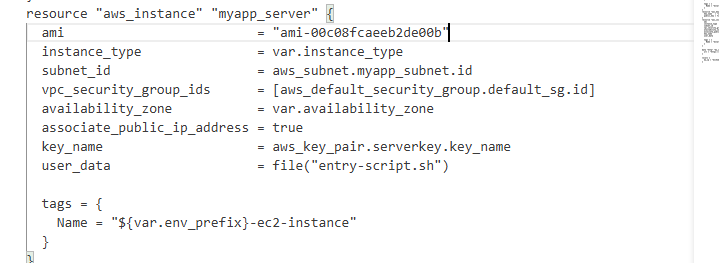 resource "aws_instance" "myapp_server" {
  ami                         = "ami-00c08fcaeeb2de00b"
  instance_type               = var.instance_type
  subnet_id                   = aws_subnet.myapp_subnet.id
  vpc_security_group_ids      = [aws_default_security_group.default_sg.id]
  availability_zone           = var.availability_zone
  associate_public_ip_address = true
  key_name                    = aws_key_pair.serverkey.key_name
  user_data                   = file("entry-script.sh")

  tags = {
    Name = "${var.env_prefix}-ec2-instance"
  }
}